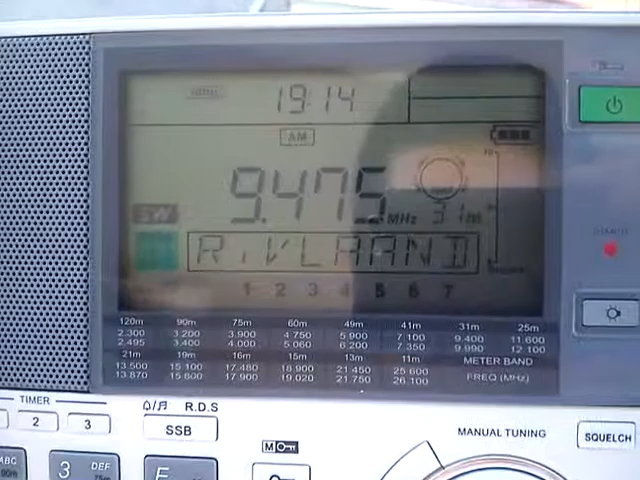 19:14
AM
9.475 MHz
SW
31m
RiVLAAND
1 2 3 4 5 6 7
120m 90m 75m 60m 49m 41m 31m 25m
2.300 3.200 3.900 4.750 5.900 7.100 9.400 11.600
2.495 3.400 4.000 5.060 6.200 7.350 9.990 12.100
21m 19m 16m 15m 13m 11m METER BAND
13.500 15.100 17.480 18.900 21.450 25.600
13.870 15.800 17.900 19.020 21.750 26.100 FREQ (MHz)
TIMER
R.D.S
2 3
SSB
M
MANUAL TUNING
SQUELCH
ABC
90m
3 DEF
75m